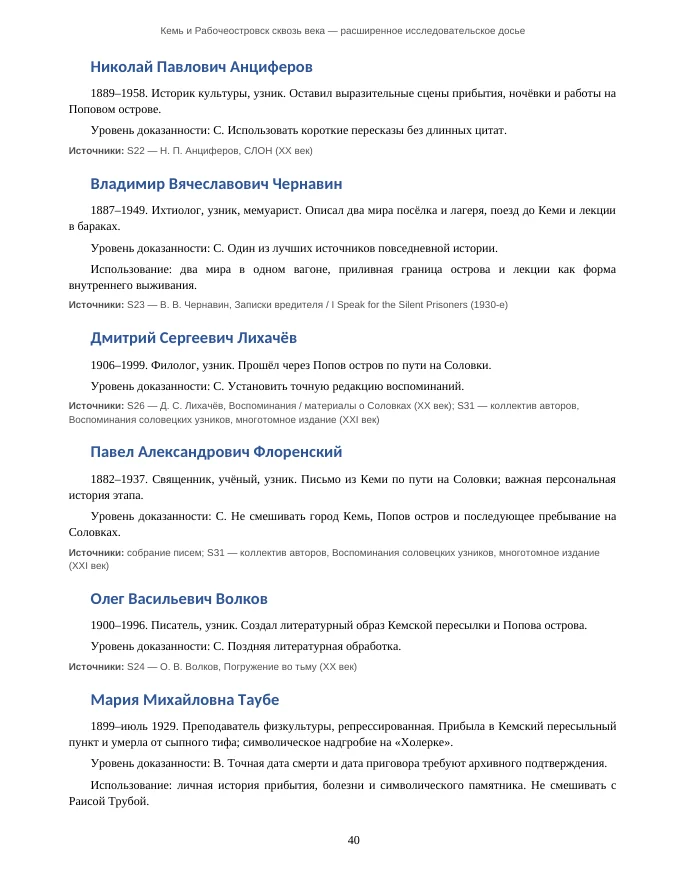 Кемь и Рабочеостровск сквозь века — расширенное исследовательское досье
Николай Павлович Анциферов
1889–1958. Историк культуры, узник. Оставил выразительные сцены прибытия, ночёвки и работы на
Поповом острове.
Уровень доказанности: С. Использовать короткие пересказы без длинных цитат.
Источники: S22 — Н. П. Анциферов, СЛОН (XX век)
Владимир Вячеславович Чернавин
1887-1949. Ихтиолог, узник, мемуарист. Описал два мира посёлка и лагеря, поезд до Кеми и лекции
в бараках.
Уровень доказанности: С. Один из лучших источников повседневной истории.
Использование: два мира в одном вагоне, приливная граница острова и лекции как форма
внутреннего выживания.
Источники: S23 — В. В. Чернавин, Записки вредителя / I Speak for the Silent Prisoners (1930-е)
Дмитрий Сергеевич Лихачёв
1906–1999. Филолог, узник. Прошёл через Попов остров по пути на Соловки.
Уровень доказанности: С. Установить точную редакцию воспоминаний.
Источники: S26 — Д. С. Лихачёв, Воспоминания / материалы о Соловках (XX век); S31 — коллектив авторов,
Воспоминания соловецких узников, многотомное издание (XXI век)
Павел Александрович Флоренский
1882–1937. Священник, учёный, узник. Письмо из Кеми по пути на Соловки; важная персональная
история этапа.
Уровень доказанности: С. Не смешивать город Кемь, Попов остров и последующее пребывание на
Соловках.
Источники: собрание писем; S31 — коллектив авторов, Воспоминания соловецких узников, многотомное издание
(XXI век)
Олег Васильевич Волков
1900–1996. Писатель, узник. Создал литературный образ Кемской пересылки и Попова острова.
Уровень доказанности: С. Поздняя литературная обработка.
Источники: S24 — О. В. Волков, Погружение во тьму (XX век)
Мария Михайловна Таубе
1899–июль 1929. Преподаватель физкультуры, репрессированная. Прибыла в Кемский пересыльный
пункт и умерла от сыпного тифа; символическое надгробие на «Холерке».
Уровень доказанности: В. Точная дата смерти и дата приговора требуют архивного подтверждения.
Использование: личная история прибытия, болезни и символического памятника. Не смешивать с
Раисой Трубой.
40